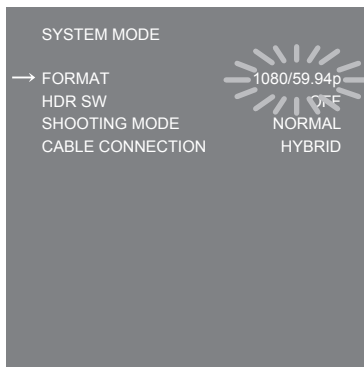 SYSTEM MODE
→ FORMAT 1080/59.94p
HDR SW OFF
SHOOTING MODE NORMAL
CABLE CONNECTION HYBRID